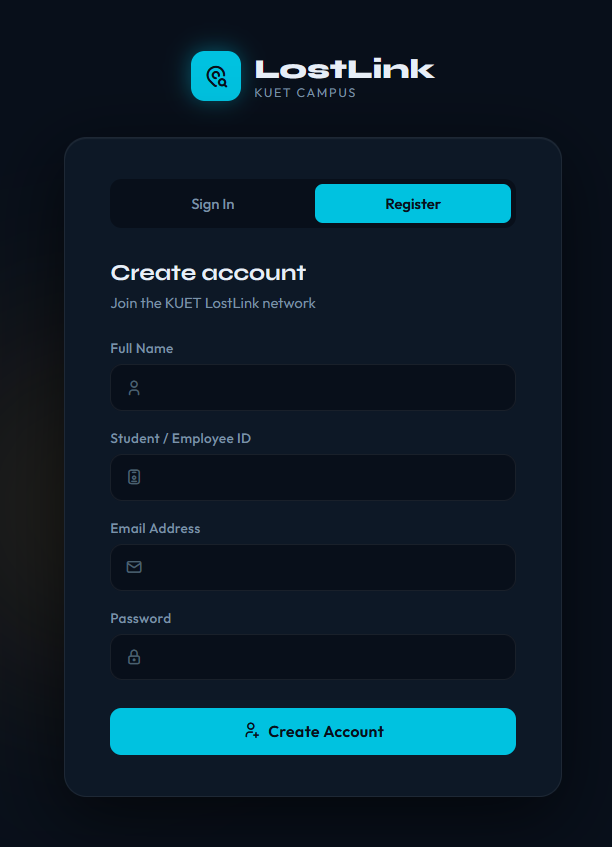 LostLink
KUET CAMPUS
Sign In
Register
Create account
Join the KUET LostLink network
Full Name
Student / Employee ID
Email Address
Password
Create Account